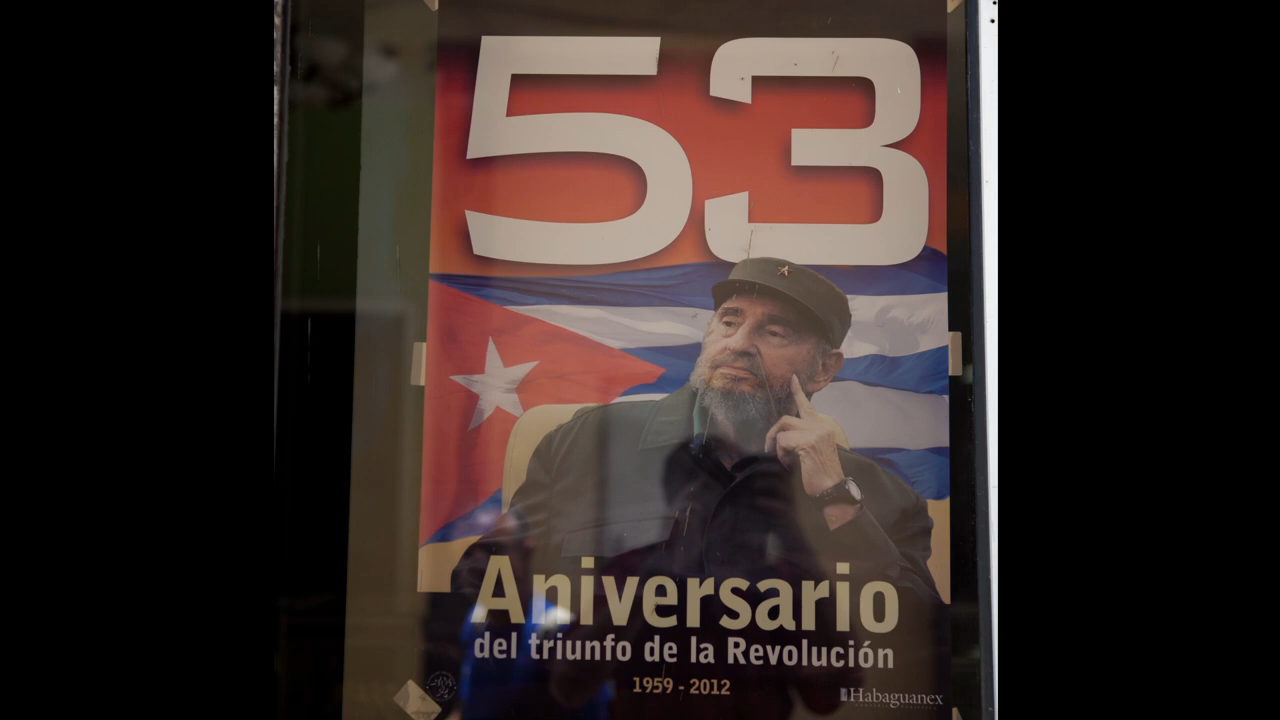 53
Aniversario
del triunfo de la Revolución
1959 - 2012
Habaguanex